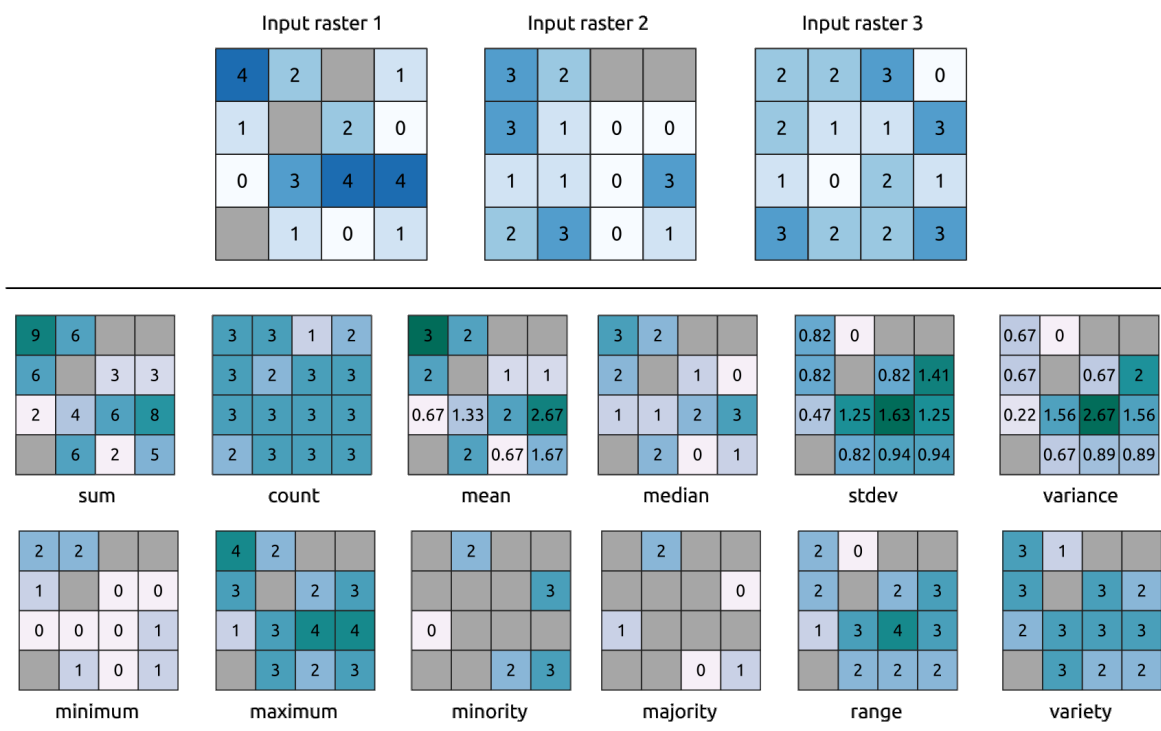 Input raster 1 Input raster 2 Input raster 3
4 2 1 3 2 2 2 3 0
1 2 0 3 1 0 0 2 1 1 3
0 3 4 4 1 1 0 3 1 0 2 1
1 0 1 2 3 0 1 3 2 2 3
9 6 3 3 1 2 3 2 3 2 0.82 0 0.67 0
6 3 3 3 2 3 3 2 1 1 2 1 0 0.82 0.82 1.41 0.67 0.67 2
2 4 6 8 3 3 3 3 0.67 1.33 2 2.67 1 1 2 3 0.47 1.25 1.63 1.25 0.22 1.56 2.67 1.56
6 2 5 2 3 3 3 2 0.67 1.67 2 0 1 0.82 0.94 0.94 0.67 0.89 0.89
sum count mean median stdev variance
2 2 4 2 2 2 2 0 3 1
1 0 0 3 2 3 3 0 2 2 3 3 3 2
0 0 0 1 1 3 4 4 0 1 1 3 4 3 2 3 3 3
1 0 1 3 2 3 2 3 0 1 2 2 2 3 2 2
minimum maximum minority majority range variety